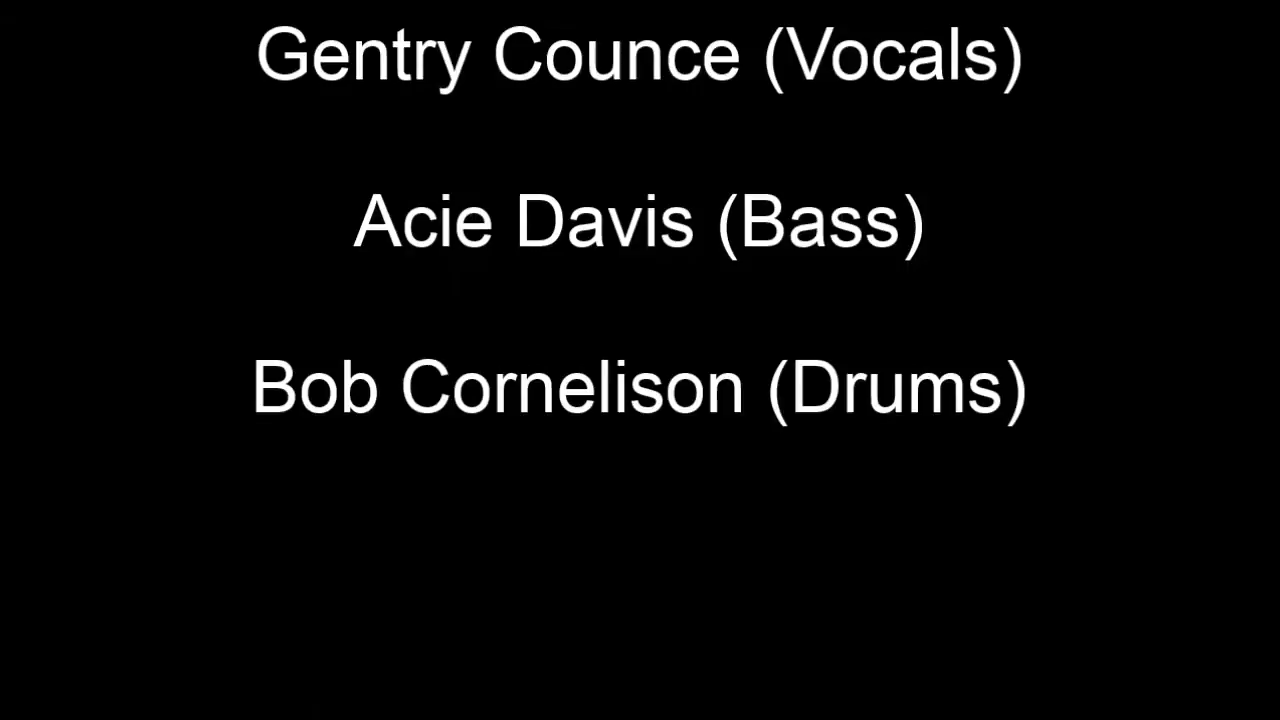 Gentry Counce (Vocals)
Acie Davis (Bass)
Bob Cornelison (Drums)